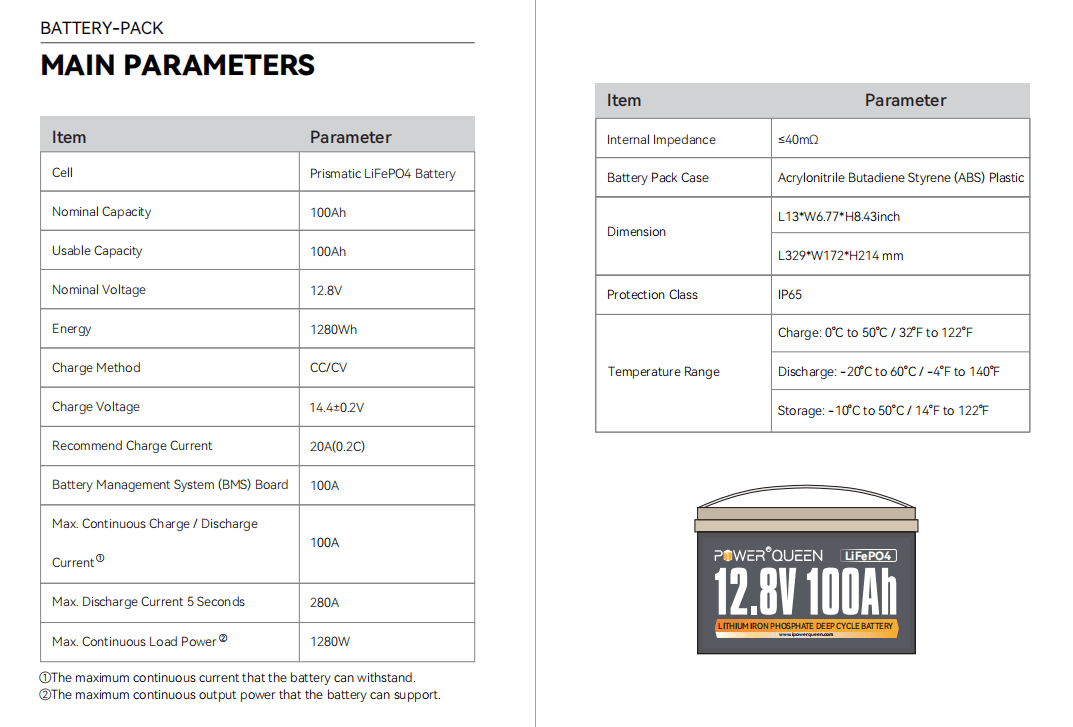 BATTERY-PACK
MAIN PARAMETERS
Item Parameter
Cell Prismatic LiFePO4 Battery
Nominal Capacity 100Ah
Usable Capacity 100Ah
Nominal Voltage 12.8V
Energy 1280Wh
Charge Method CC/CV
Charge Voltage 14.4±0.2V
Recommend Charge Current 20A(0.2C)
Battery Management System (BMS) Board 100A
Max. Continuous Charge / Discharge
Current① 100A
Max. Discharge Current 5 Seconds 280A
Max. Continuous Load Power② 1280W
①The maximum continuous current that the battery can withstand.
②The maximum continuous output power that the battery can support.
Item Parameter
Internal Impedance ≤40mΩ
Battery Pack Case Acrylonitrile Butadiene Styrene (ABS) Plastic
Dimension L13*W6.77*H8.43inch
L329*W172*H214 mm
Protection Class IP65
Temperature Range Charge: 0℃ to 50℃ / 32℉ to 122℉
Discharge: -20℃ to 60℃ / -4℉ to 140℉
Storage: -10℃ to 50℃ / 14℉ to 122℉
POWER QUEEN LiFePO4
12.8V 100Ah
LITHIUM IRON PHOSPHATE DEEP CYCLE BATTERY
www.ipowerqueen.com